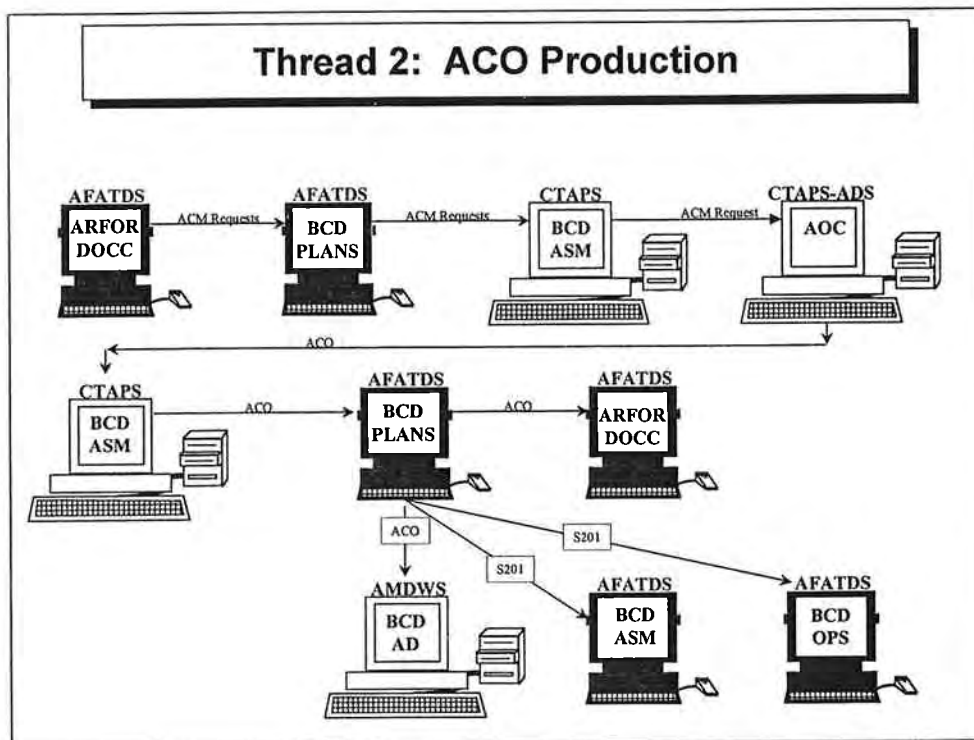 Thread 2: ACO Production
AFATDS
ARFOR
DOCC
ACM Requests
AFATDS
BCD
PLANS
ACM Requests
CTAPS
BCD
ASM
ACM Request
CTAPS-ADS
AOC
ACO
CTAPS
BCD
ASM
ACO
AFATDS
BCD
PLANS
ACO
AFATDS
ARFOR
DOCC
ACO
S201
S201
AMDWS
BCD
AD
AFATDS
BCD
ASM
AFATDS
BCD
OPS